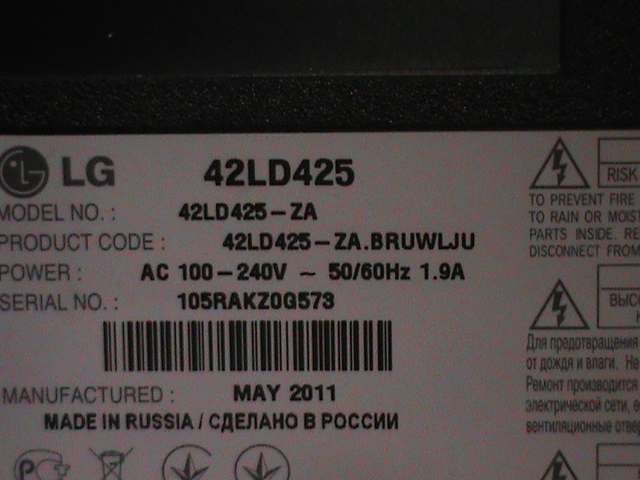 LG 42LD425
MODEL NO. : 42LD425-ZA
PRODUCT CODE : 42LD425-ZA.BRUWLJU
POWER : AC 100-240V ~ 50/60Hz 1.9A
SERIAL NO. : 105RAKZ0G573
MANUFACTURED : MAY 2011
MADE IN RUSSIA / СДЕЛАНО В РОССИИ
RISK
TO PREVENT FIRE
TO RAIN OR MOIS
PARTS INSIDE. RE
DISCONNECT FROM
ВЫСО
Для предотвращения
от дождя и влаги. Не
Ремонт производится
электрической сети, е
вентиляционные отвер